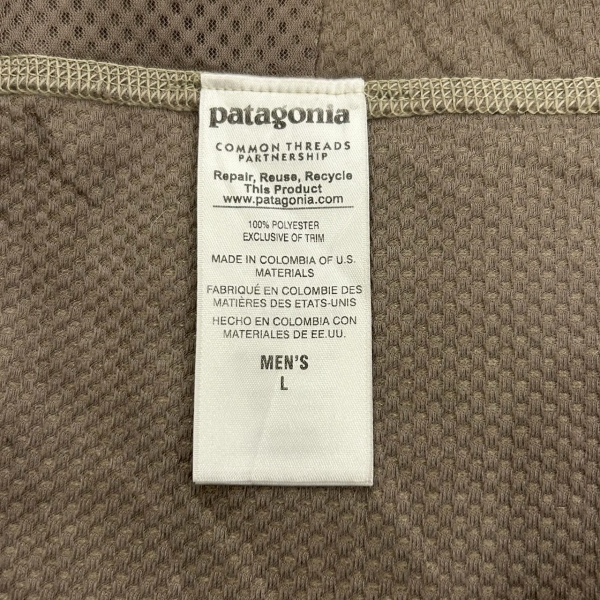 patagonia
COMMON THREADS
PARTNERSHIP
Repair, Reuse, Recycle
This Product
www.patagonia.com
100% POLYESTER
EXCLUSIVE OF TRIM
MADE IN COLOMBIA OF U.S.
MATERIALS
FABRIQUÉ EN COLOMBIE DES
MATIÈRES DES ETATS-UNIS
HECHO EN COLOMBIA CON
MATERIALES DE EE.UU.
MEN'S
L